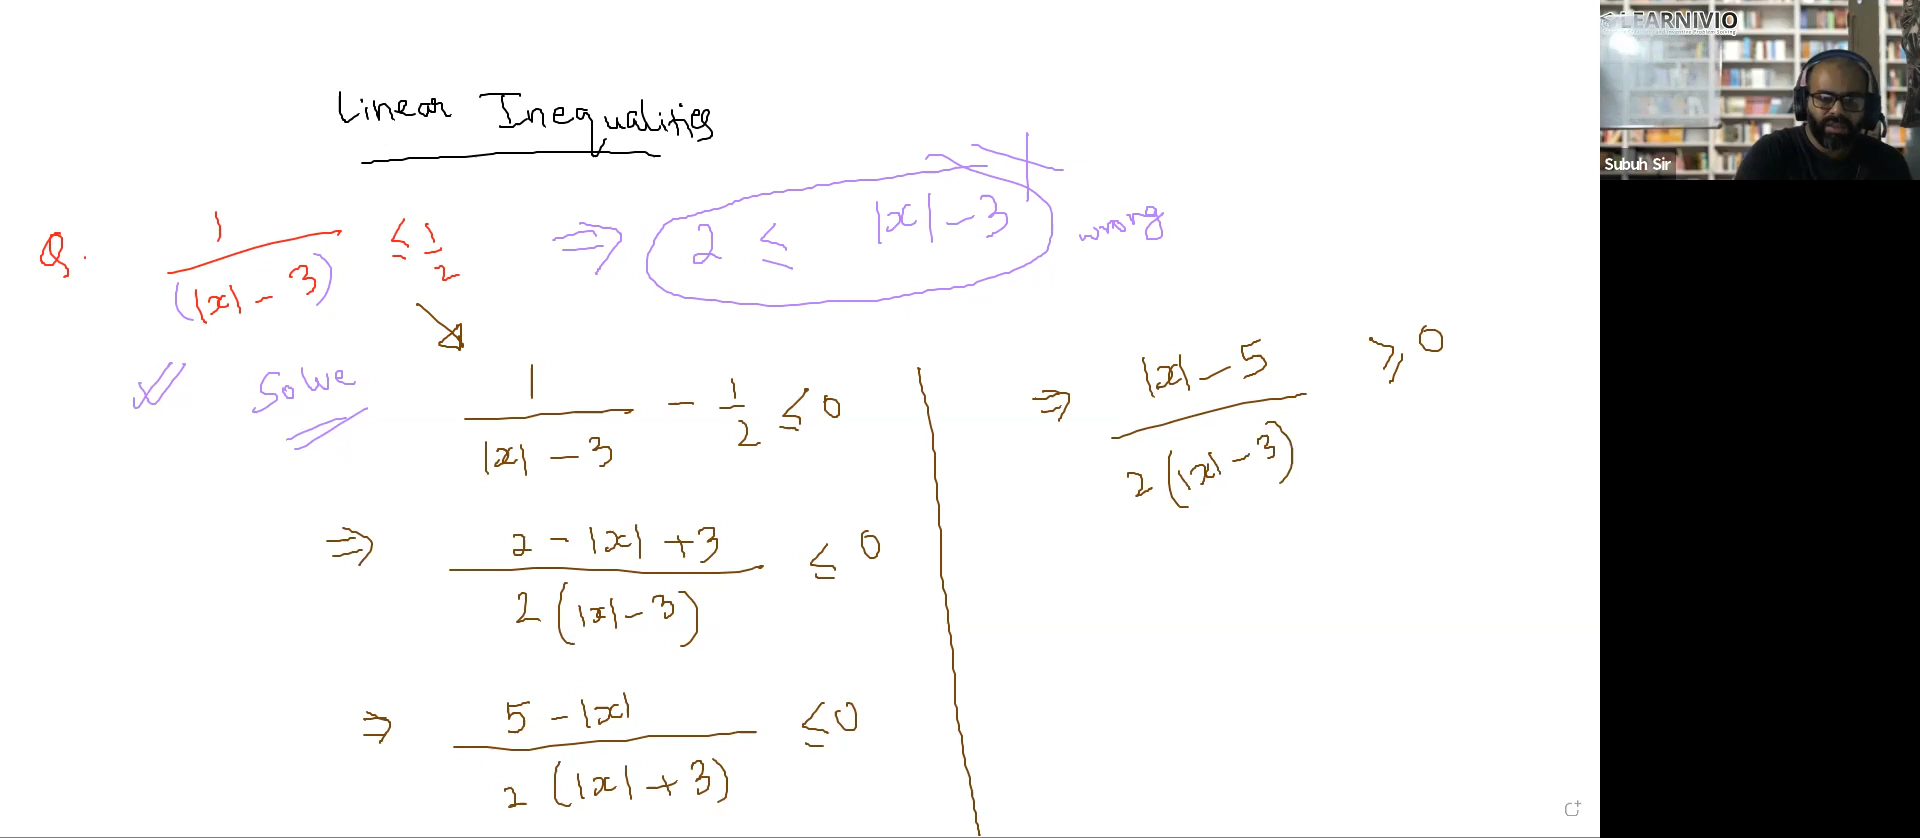 Linear Inequalities
Q. 1/(|x| - 3) ≤ 1/2 ⇒ 2 ≤ |x| - 3 wrong
Solve
1/(|x| - 3) - 1/2 ≤ 0
⇒ (2 - |x| + 3)/(2(|x| - 3)) ≤ 0
⇒ (5 - |x|)/(2(|x| + 3)) ≤ 0
⇒ (|x| - 5)/(2(|x| - 3)) ≥ 0
LEARNIVIO
Subuh Sir